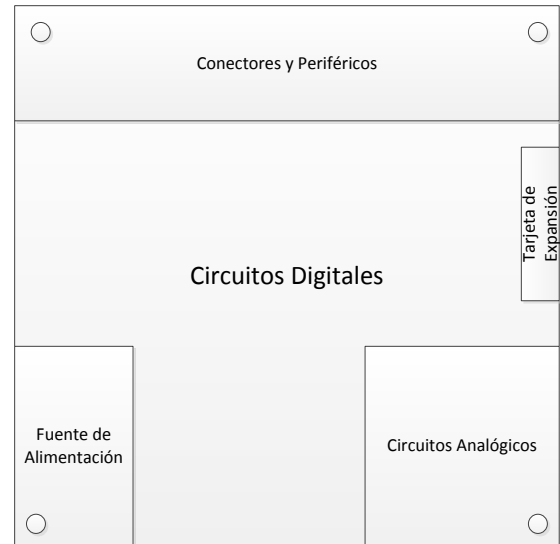 Conectores y Periféricos
Tarjeta de
Expansión
Circuitos Digitales
Fuente de
Alimentación
Circuitos Analógicos